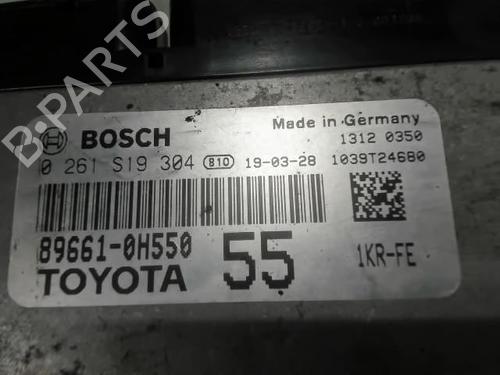 B-PARTS
BOSCH
Made in Germany
1312 0350
0 261 S19 304 B10 19-03-28 1039T24680
89661-0H550
TOYOTA
55
1KR-FE